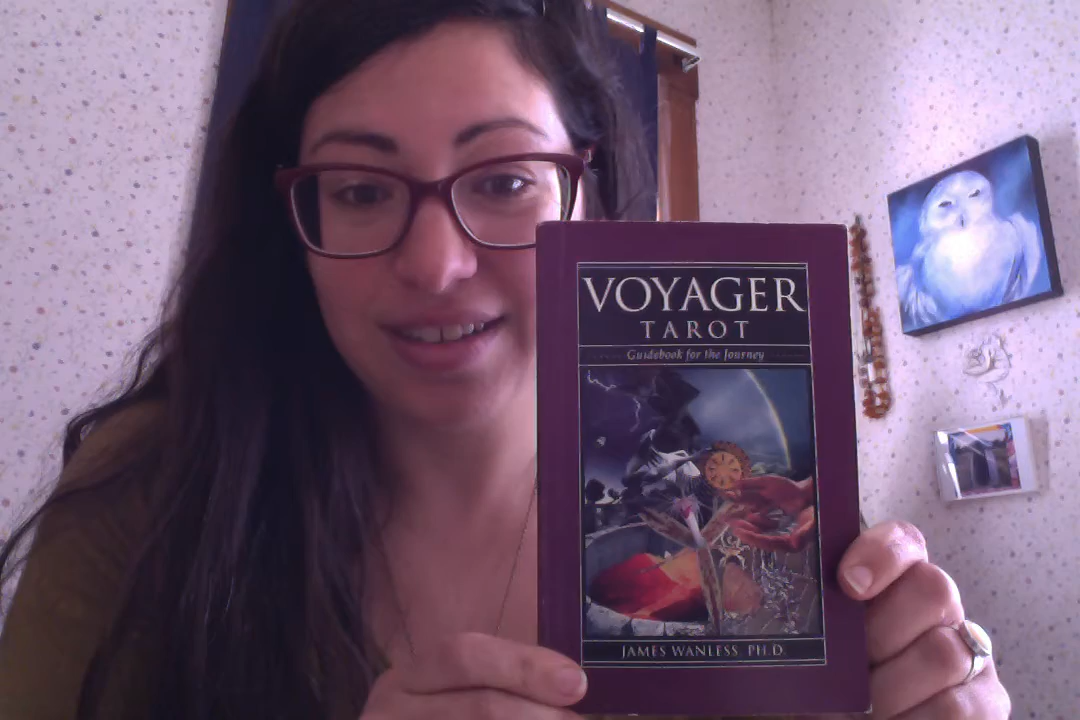 VOYAGER
TAROT
Guidebook for the Journey
JAMES WANLESS, PH.D.